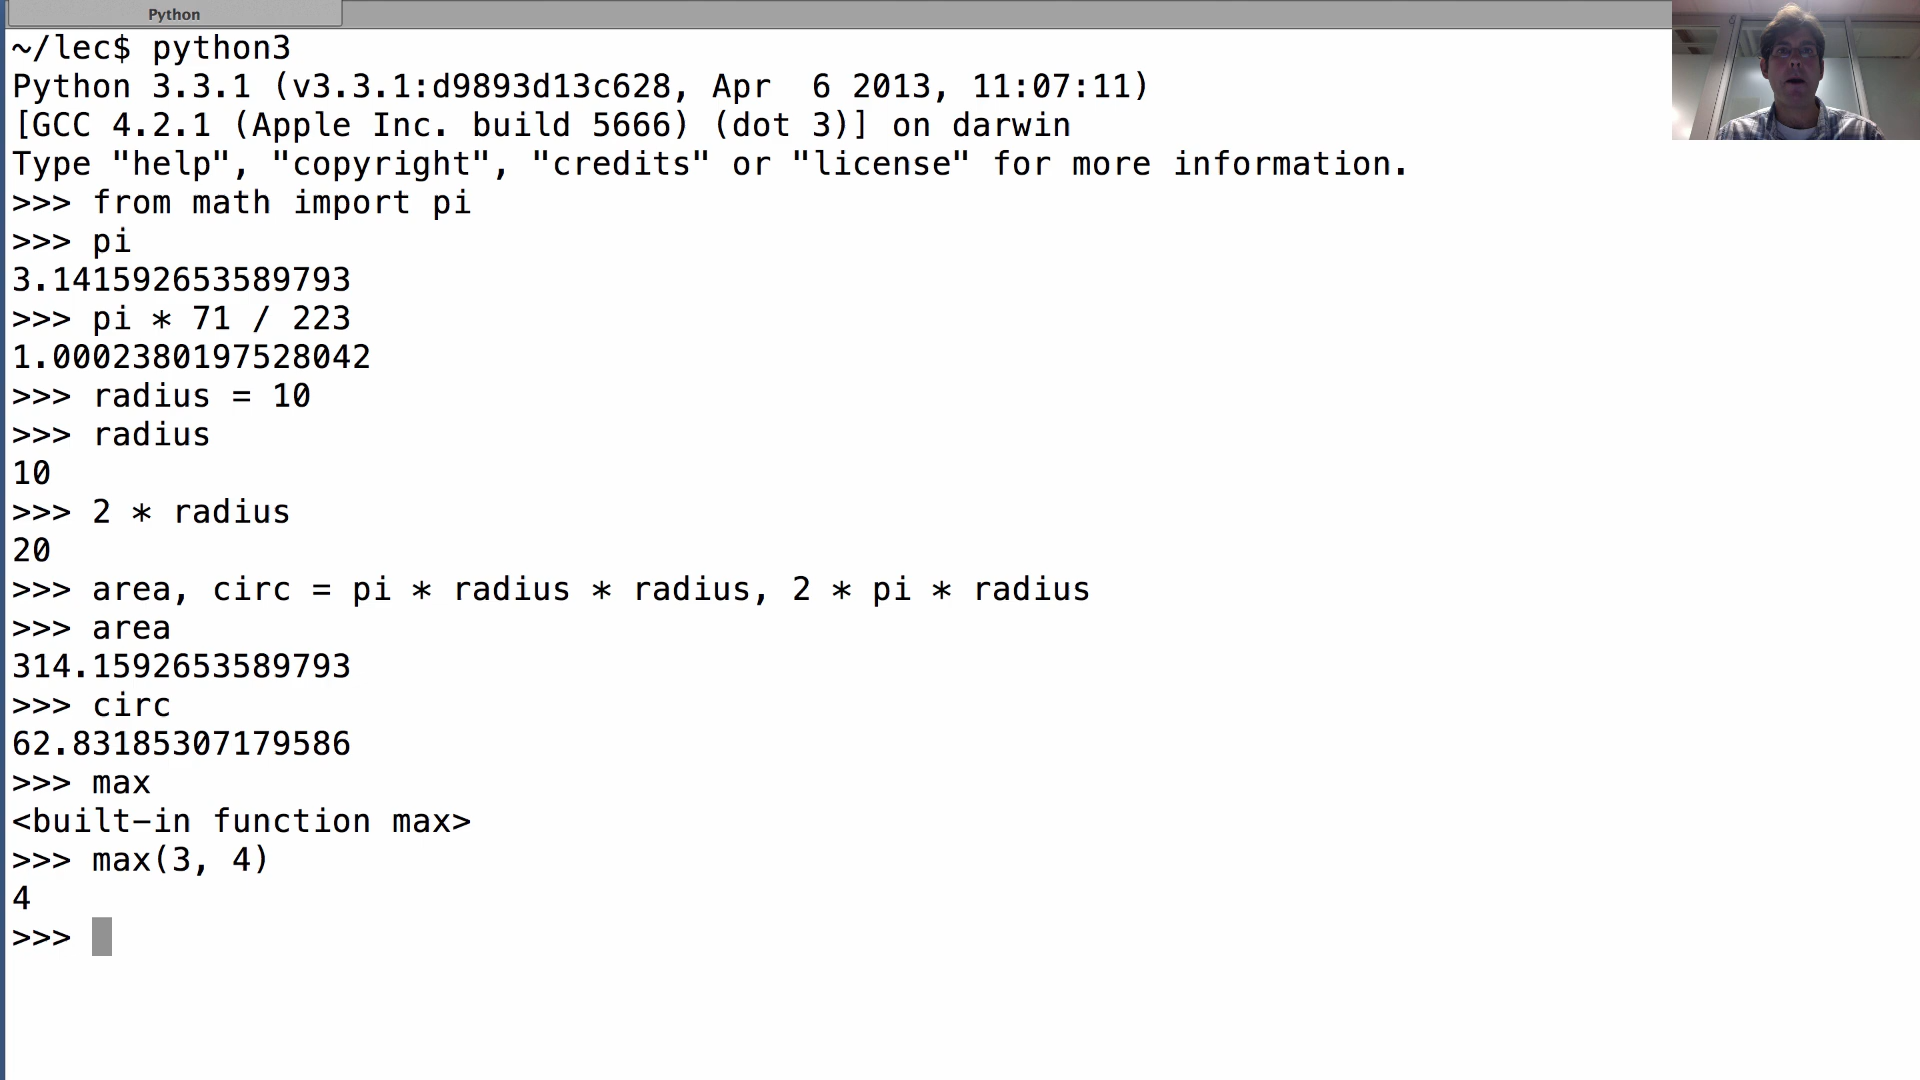 Python
~/lec$ python3
Python 3.3.1 (v3.3.1:d9893d13c628, Apr  6 2013, 11:07:11)
[GCC 4.2.1 (Apple Inc. build 5666) (dot 3)] on darwin
Type "help", "copyright", "credits" or "license" for more information.
>>> from math import pi
>>> pi
3.141592653589793
>>> pi * 71 / 223
1.0002380197528042
>>> radius = 10
>>> radius
10
>>> 2 * radius
20
>>> area, circ = pi * radius * radius, 2 * pi * radius
>>> area
314.1592653589793
>>> circ
62.83185307179586
>>> max
<built-in function max>
>>> max(3, 4)
4
>>>